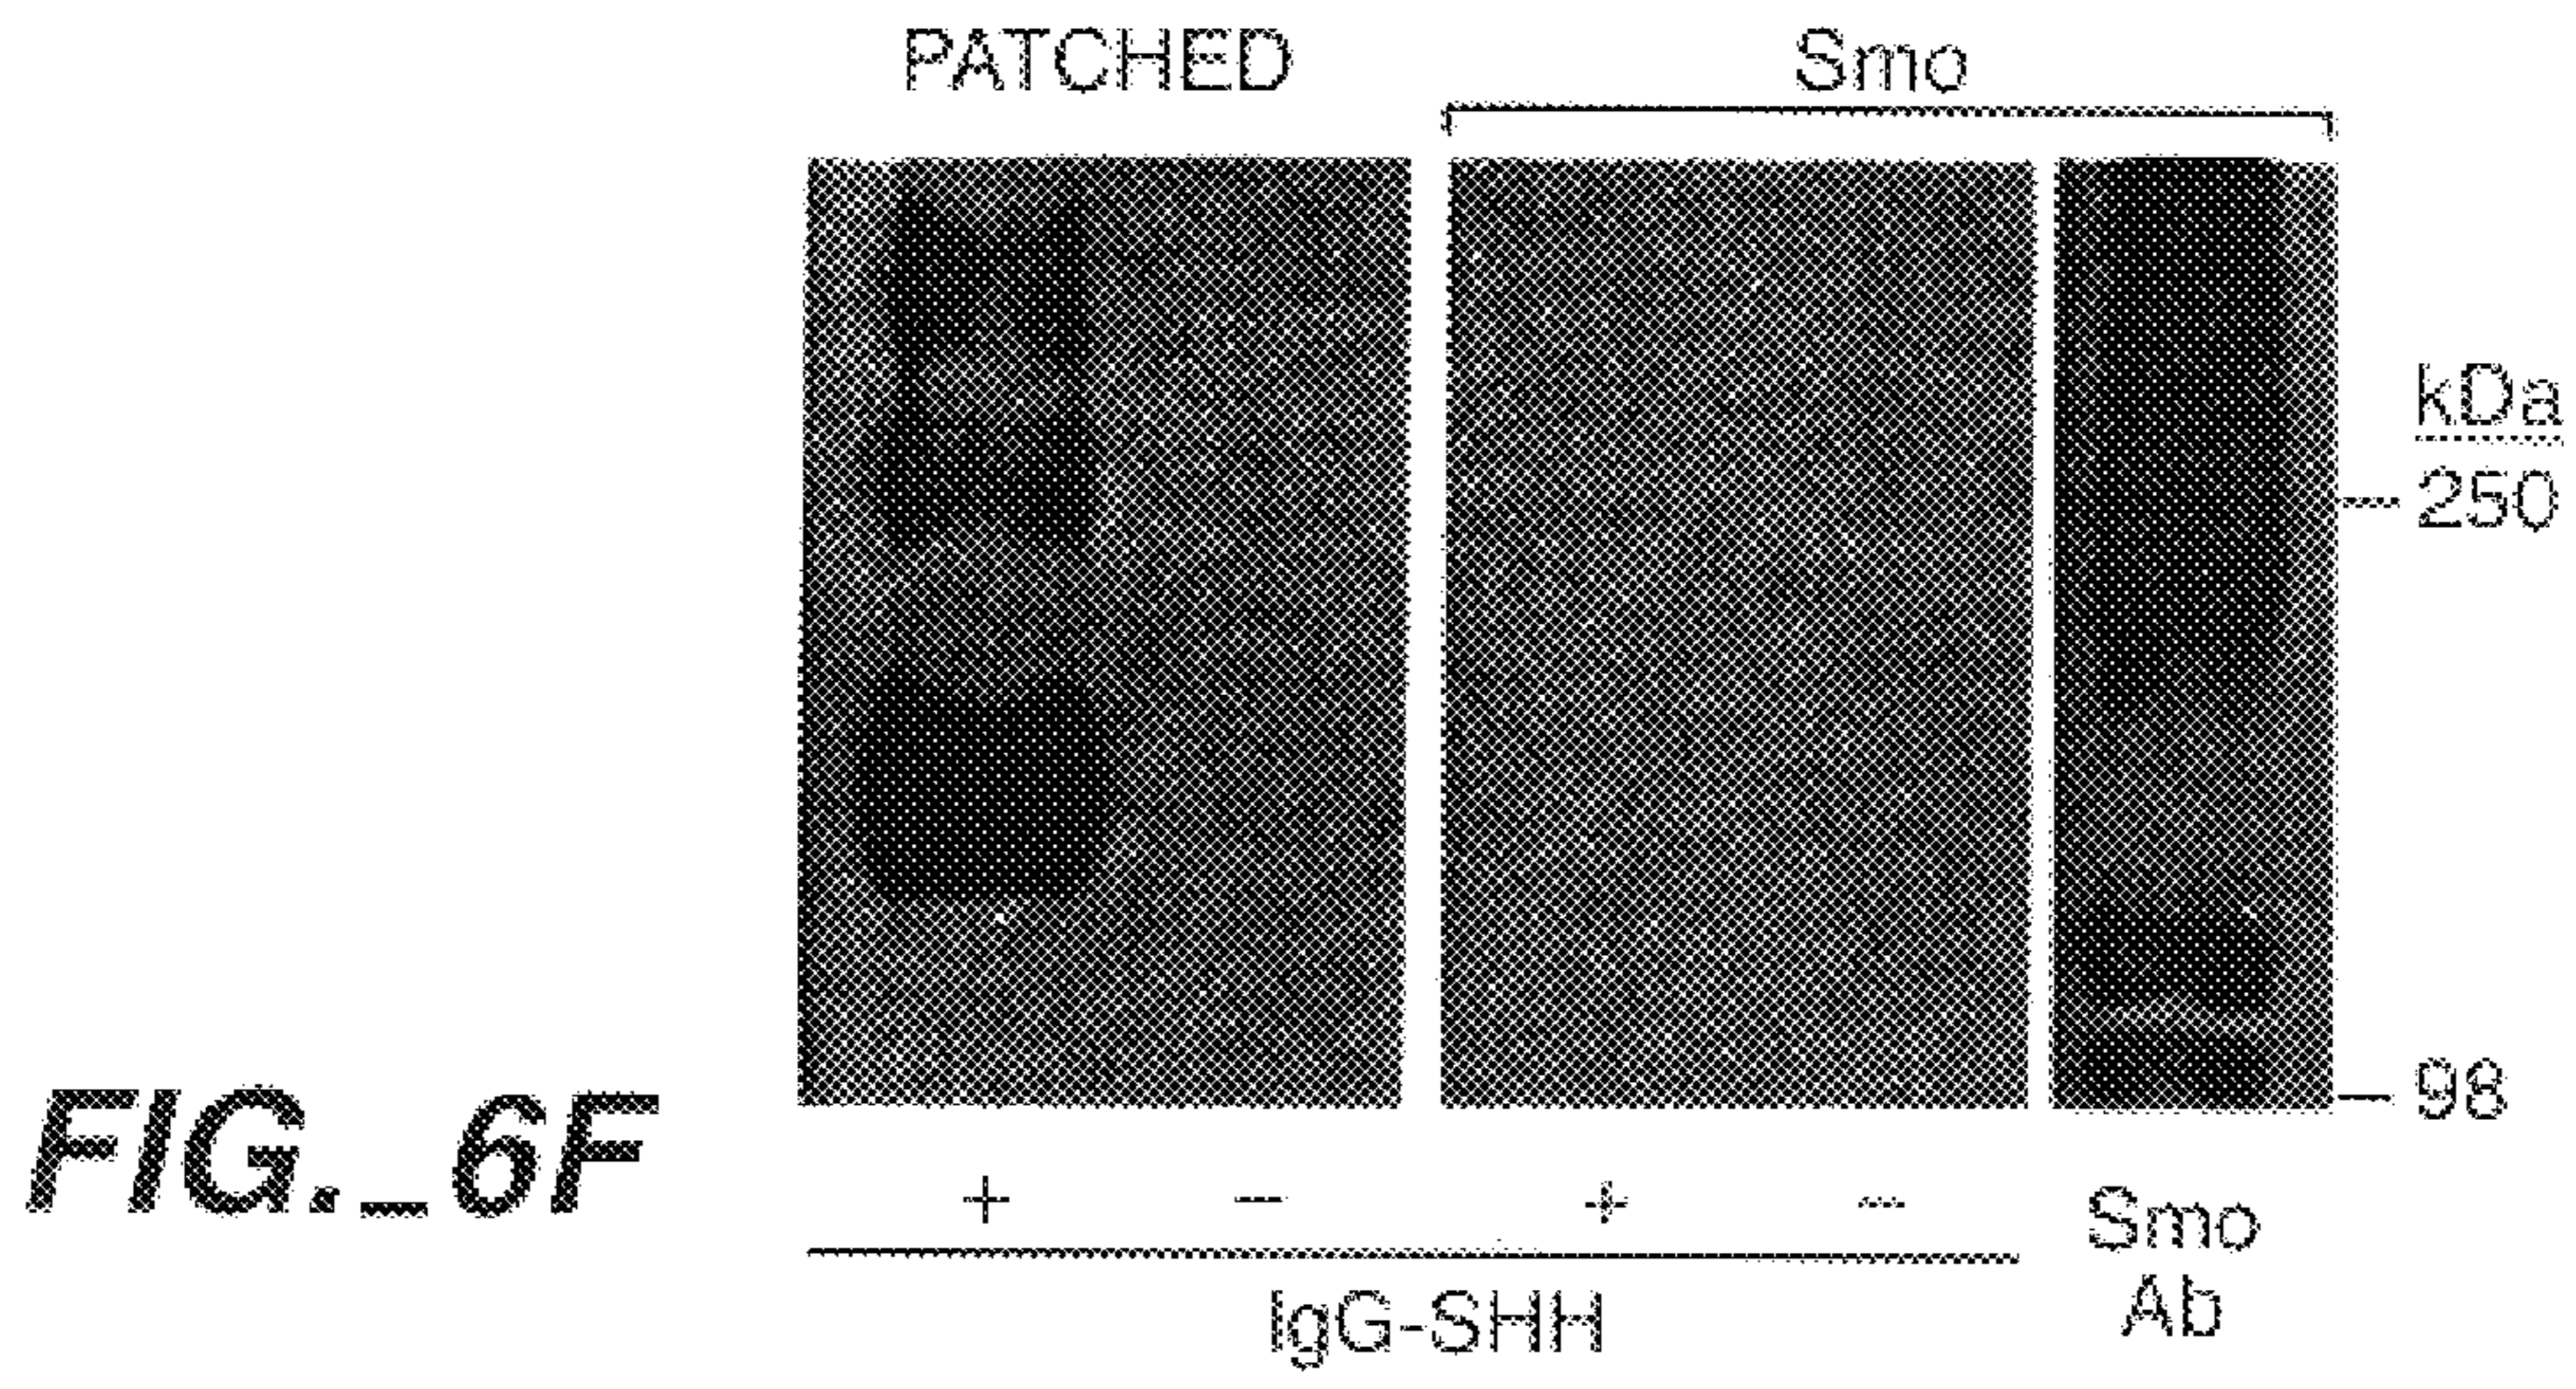 PATCHED Smo
kDa
250
98
FIG._6F
+ − + − Smo
Ab
IgG-SHH